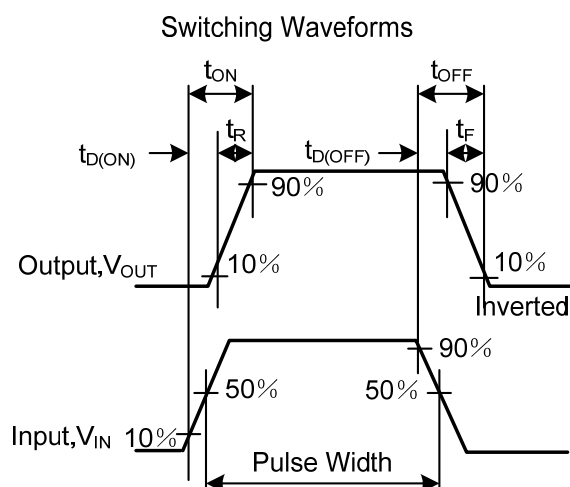 Switching Waveforms
tON
tOFF
tD(ON)
tR
tD(OFF)
tF
90%
90%
Output,VOUT
10%
10%
Inverted
90%
50%
50%
Input,VIN
10%
Pulse Width